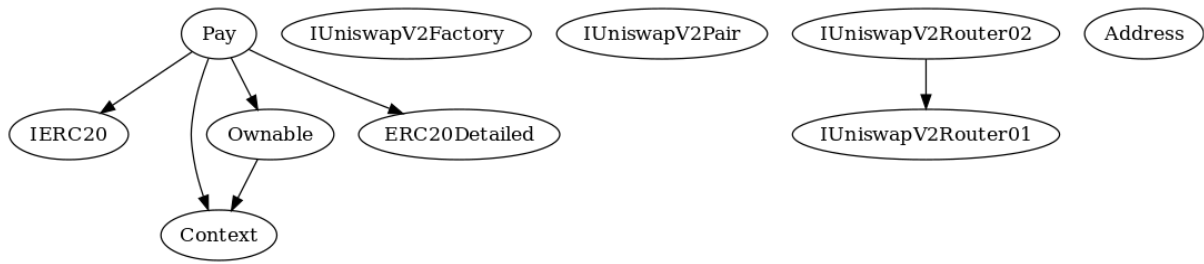 Pay
IUniswapV2Factory
IUniswapV2Pair
IUniswapV2Router02
Address
IERC20
Ownable
ERC20Detailed
IUniswapV2Router01
Context